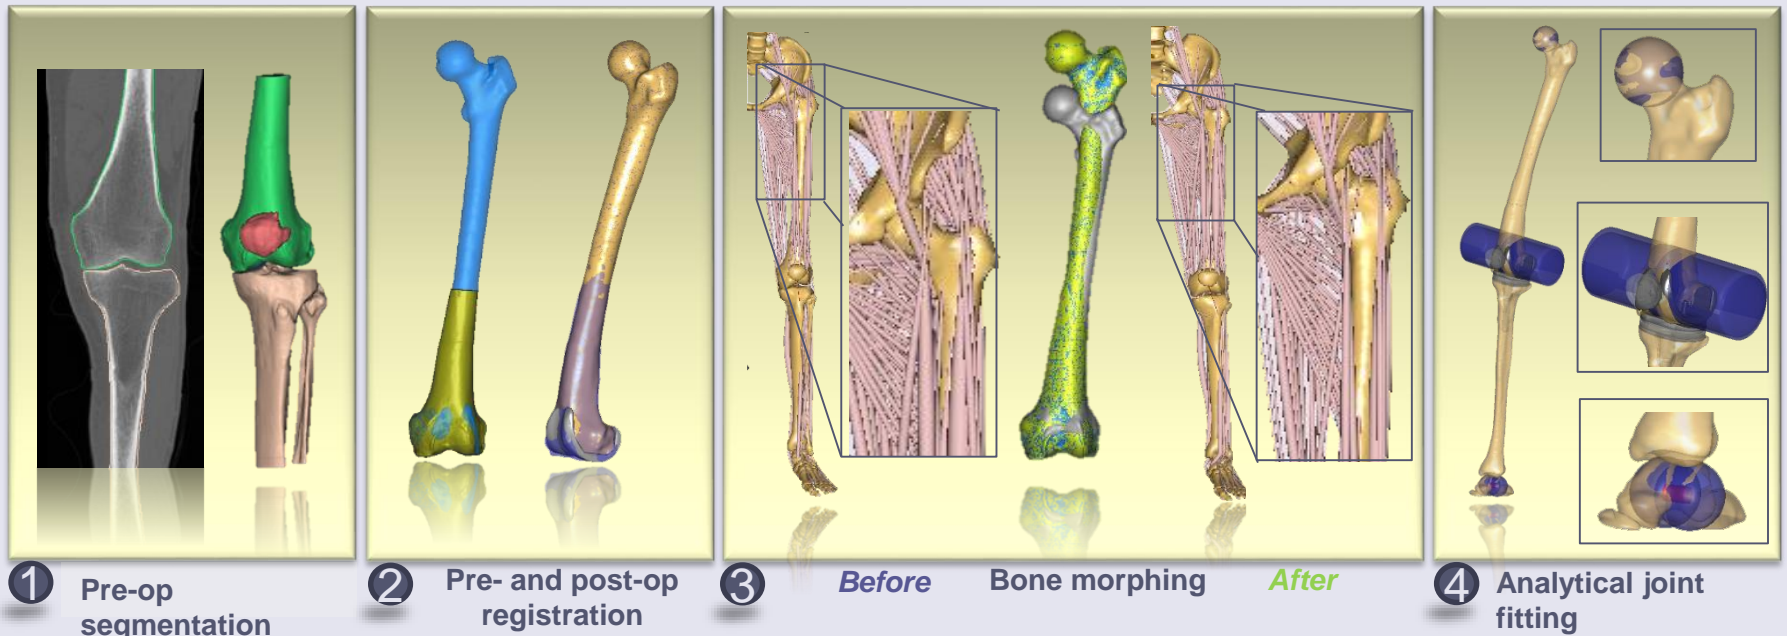 1 Pre-op
segmentation
2 Pre- and post-op
registration
3 Before Bone morphing After
4 Analytical joint
fitting